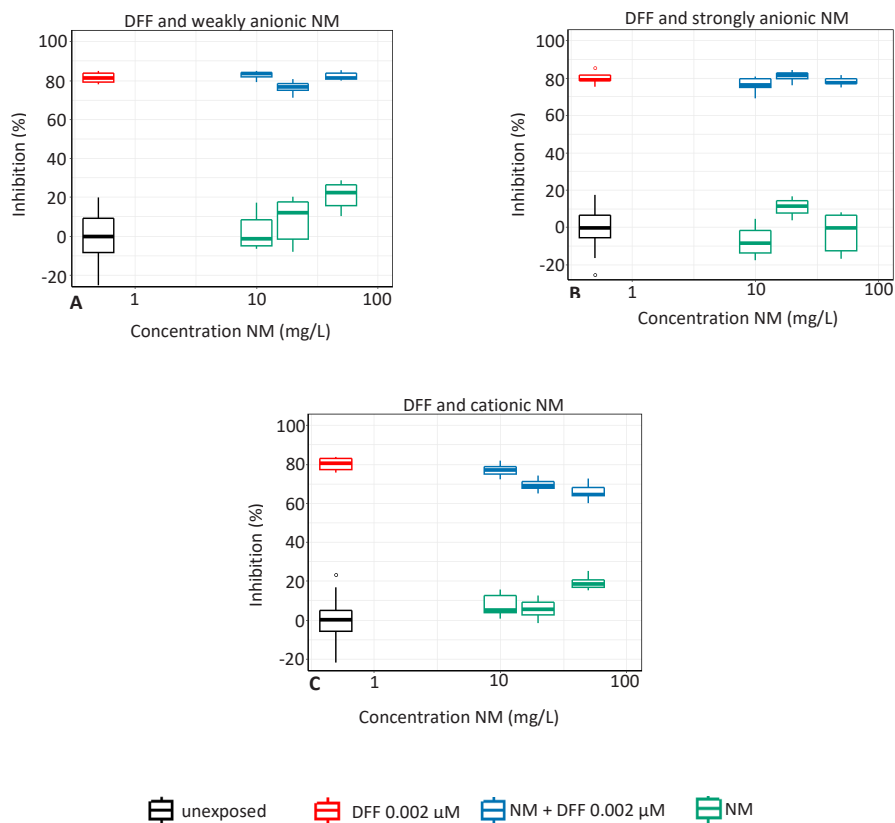 DFF and weakly anionic NM
100
80
60
40
20
0
-20
Inhibition (%)
A
1
10
100
Concentration NM (mg/L)
DFF and strongly anionic NM
100
80
60
40
20
0
-20
Inhibition (%)
B
1
10
100
Concentration NM (mg/L)
DFF and cationic NM
100
80
60
40
20
0
-20
Inhibition (%)
C
1
10
100
Concentration NM (mg/L)
unexposed
DFF 0.002 μM
NM + DFF 0.002 μM
NM